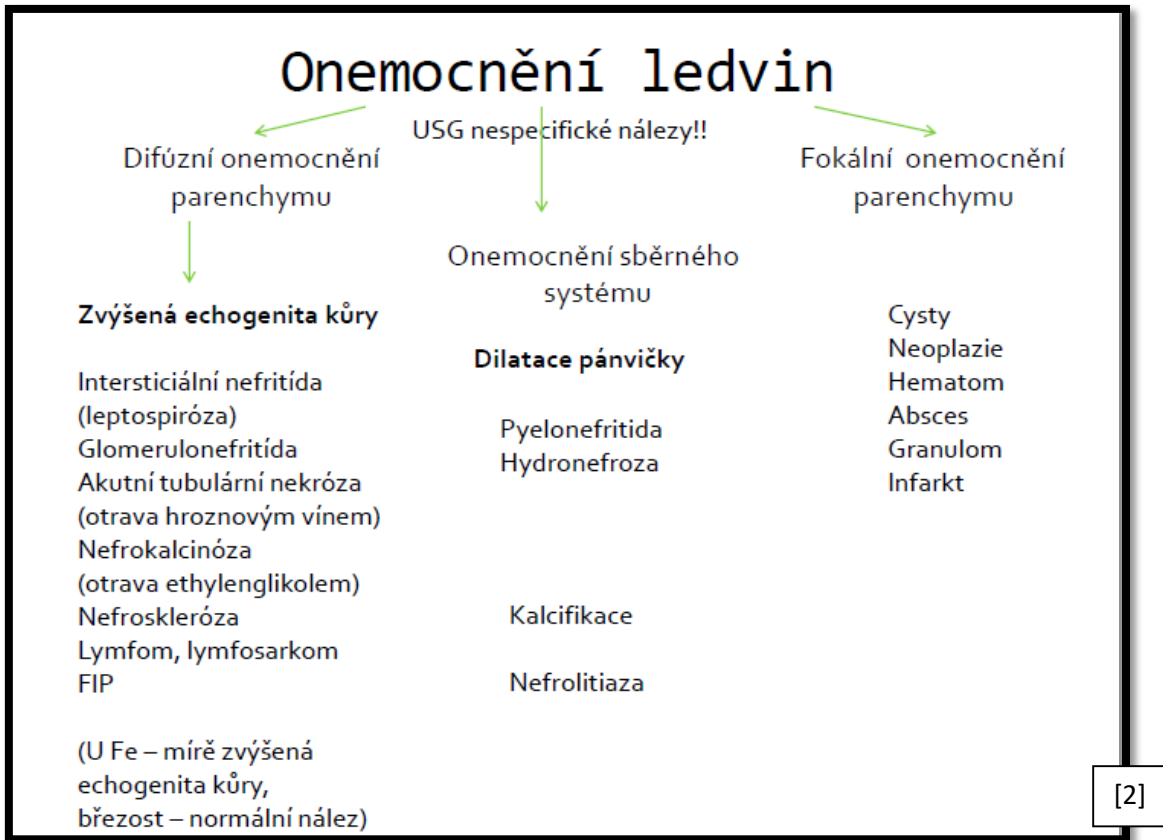 Onemocnění ledvin
USG nespecifické nálezy!!
Difúzní onemocnění
parenchymu
Zvýšená echogenita kůry
Intersticiální nefritída
(leptospiróza)
Glomerulonefritída
Akutní tubulární nekróza
(otrava hroznovým vínem)
Nefrokalcinóza
(otrava ethylenglikolem)
Nefroskleróza
Lymfom, lymfosarkom
FIP
(U Fe – mírě zvýšená
echogenita kůry,
březost – normální nález)
Onemocnění sběrného
systému
Dilatace pánvičky
Pyelonefritida
Hydronefroza
Kalcifikace
Nefrolitiaza
Fokální onemocnění
parenchymu
Cysty
Neoplazie
Hematom
Absces
Granulom
Infarkt
[2]